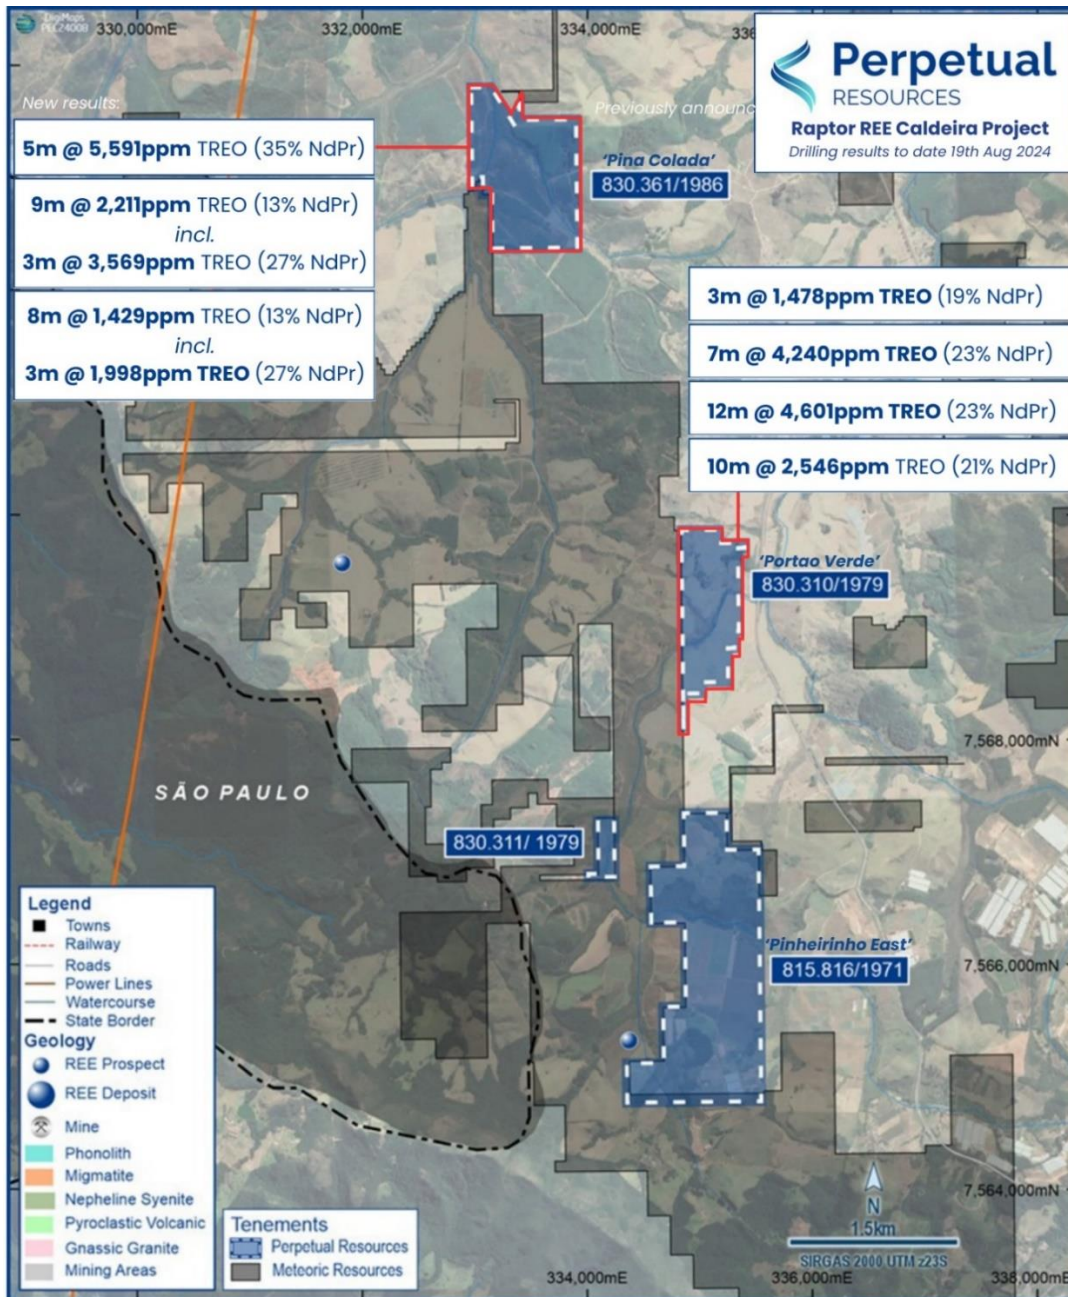 DigiMaps
PEC2400B
330,000mE
332,000mE
334,000mE
Perpetual
RESOURCES
Raptor REE Caldeira Project
Drilling results to date 19th Aug 2024
New results:
Previously
5m @ 5,591ppm TREO (35% NdPr)
9m @ 2,211ppm TREO (13% NdPr)
incl.
3m @ 3,569ppm TREO (27% NdPr)
8m @ 1,429ppm TREO (13% NdPr)
incl.
3m @ 1,998ppm TREO (27% NdPr)
'Pina Colada'
830.361/1986
3m @ 1,478ppm TREO (19% NdPr)
7m @ 4,240ppm TREO (23% NdPr)
12m @ 4,601ppm TREO (23% NdPr)
10m @ 2,546ppm TREO (21% NdPr)
'Portao Verde'
830.310/1979
7,568,000mN
SÃO PAULO
830.311/ 1979
'Pinheirinho East'
815.816/1971
7,566,000mN
Legend
Towns
Railway
Roads
Power Lines
Watercourse
State Border
Geology
REE Prospect
REE Deposit
Mine
Phonolith
Migmatite
Nepheline Syenite
Pyroclastic Volcanic
Gnassic Granite
Mining Areas
Tenements
Perpetual Resources
Meteoric Resources
7,564,000mN
N
1.5km
SIRGAS 2000 UTM z23S
334,000mE
336,000mE
338,000mE